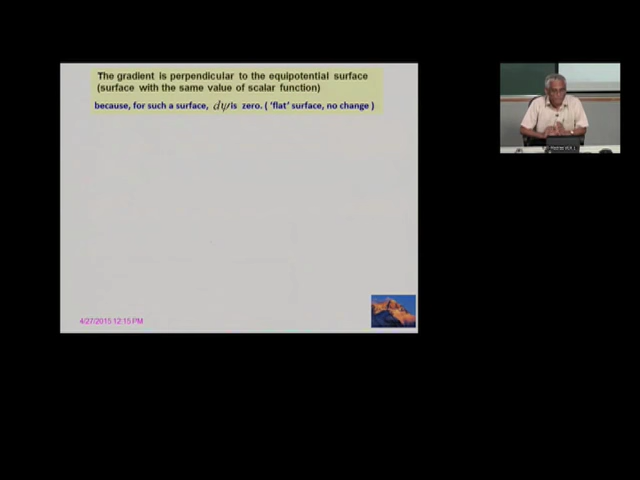 The gradient is perpendicular to the equipotential surface
(surface with the same value of scalar function)
because, for such a surface, dψ is zero. ( 'flat' surface, no change )
4/27/2015 12:15 PM